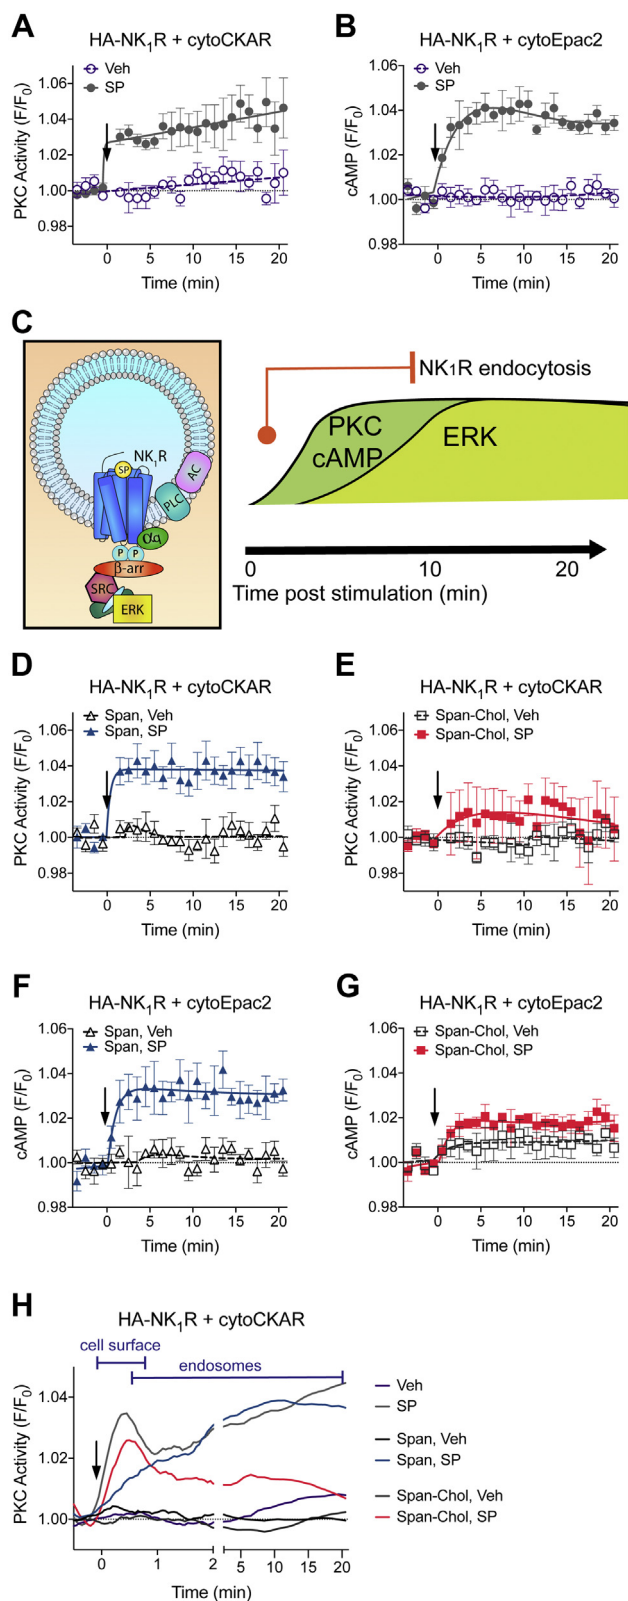 A
HA-NK1R + cytoCKAR
Veh
SP
PKC Activity (F/F0)
1.06
1.04
1.02
1.00
0.98
0 5 10 15 20
Time (min)
B
HA-NK1R + cytoEpac2
Veh
SP
cAMP (F/F0)
1.06
1.04
1.02
1.00
0.98
0 5 10 15 20
Time (min)
C
SP
NK1R
AC
PLC
αq
P P
β-arr
SRC
ERK
NK1R endocytosis
PKC
cAMP
ERK
0 10 20
Time post stimulation (min)
D
HA-NK1R + cytoCKAR
Span, Veh
Span, SP
PKC Activity (F/F0)
1.06
1.04
1.02
1.00
0.98
0 5 10 15 20
Time (min)
E
HA-NK1R + cytoCKAR
Span-Chol, Veh
Span-Chol, SP
PKC Activity (F/F0)
1.06
1.04
1.02
1.00
0.98
0 5 10 15 20
Time (min)
F
HA-NK1R + cytoEpac2
Span, Veh
Span, SP
cAMP (F/F0)
1.06
1.04
1.02
1.00
0.98
0 5 10 15 20
Time (min)
G
HA-NK1R + cytoEpac2
Span-Chol, Veh
Span-Chol, SP
cAMP (F/F0)
1.06
1.04
1.02
1.00
0.98
0 5 10 15 20
Time (min)
H
HA-NK1R + cytoCKAR
cell surface
endosomes
PKC Activity (F/F0)
1.04
1.02
1.00
0 1 2 5 10 15 20
Time (min)
Veh
SP
Span, Veh
Span, SP
Span-Chol, Veh
Span-Chol, SP